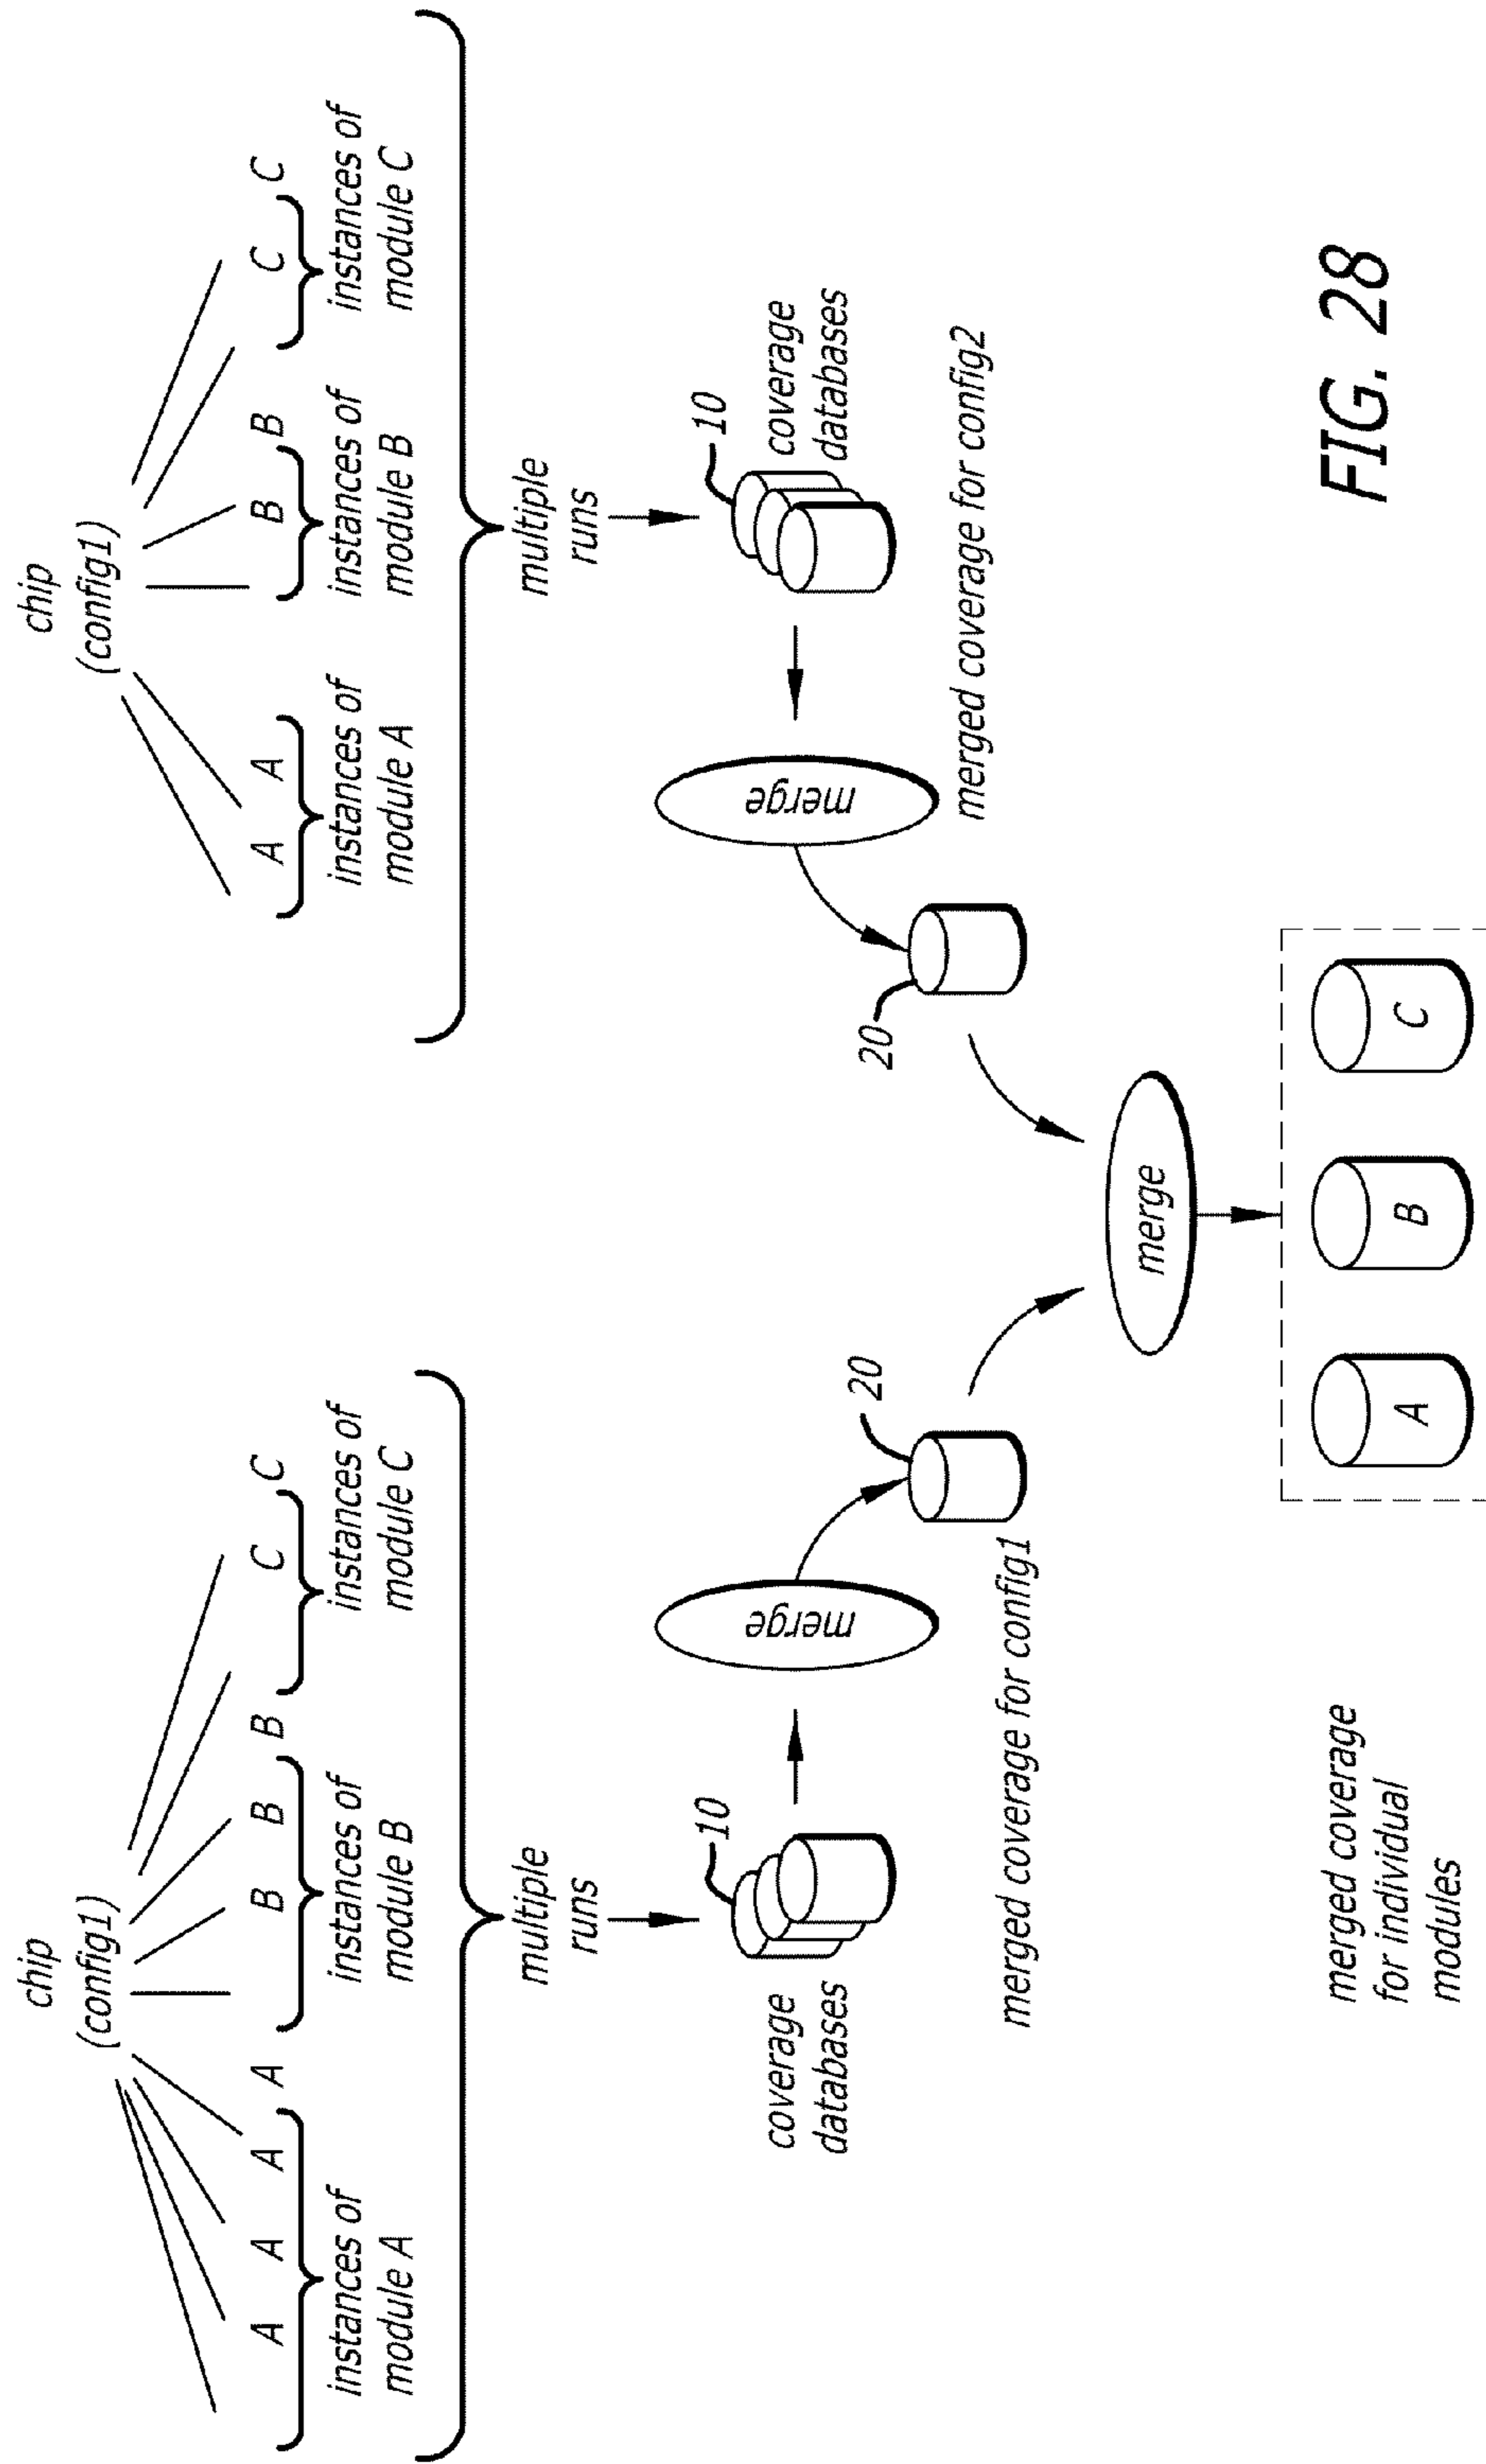 chip
(config1)
A A A A B B B C C
instances of
module A
instances of
module B
instances of
module C
multiple
runs
10
coverage
databases
merge
20
merged coverage for config1
chip
(config1)
A A B B C C
instances of
module A
instances of
module B
instances of
module C
multiple
runs
10
coverage
databases
merge
20
merged coverage for config2
merge
merged coverage
for individual
modules
A B C
FIG. 28